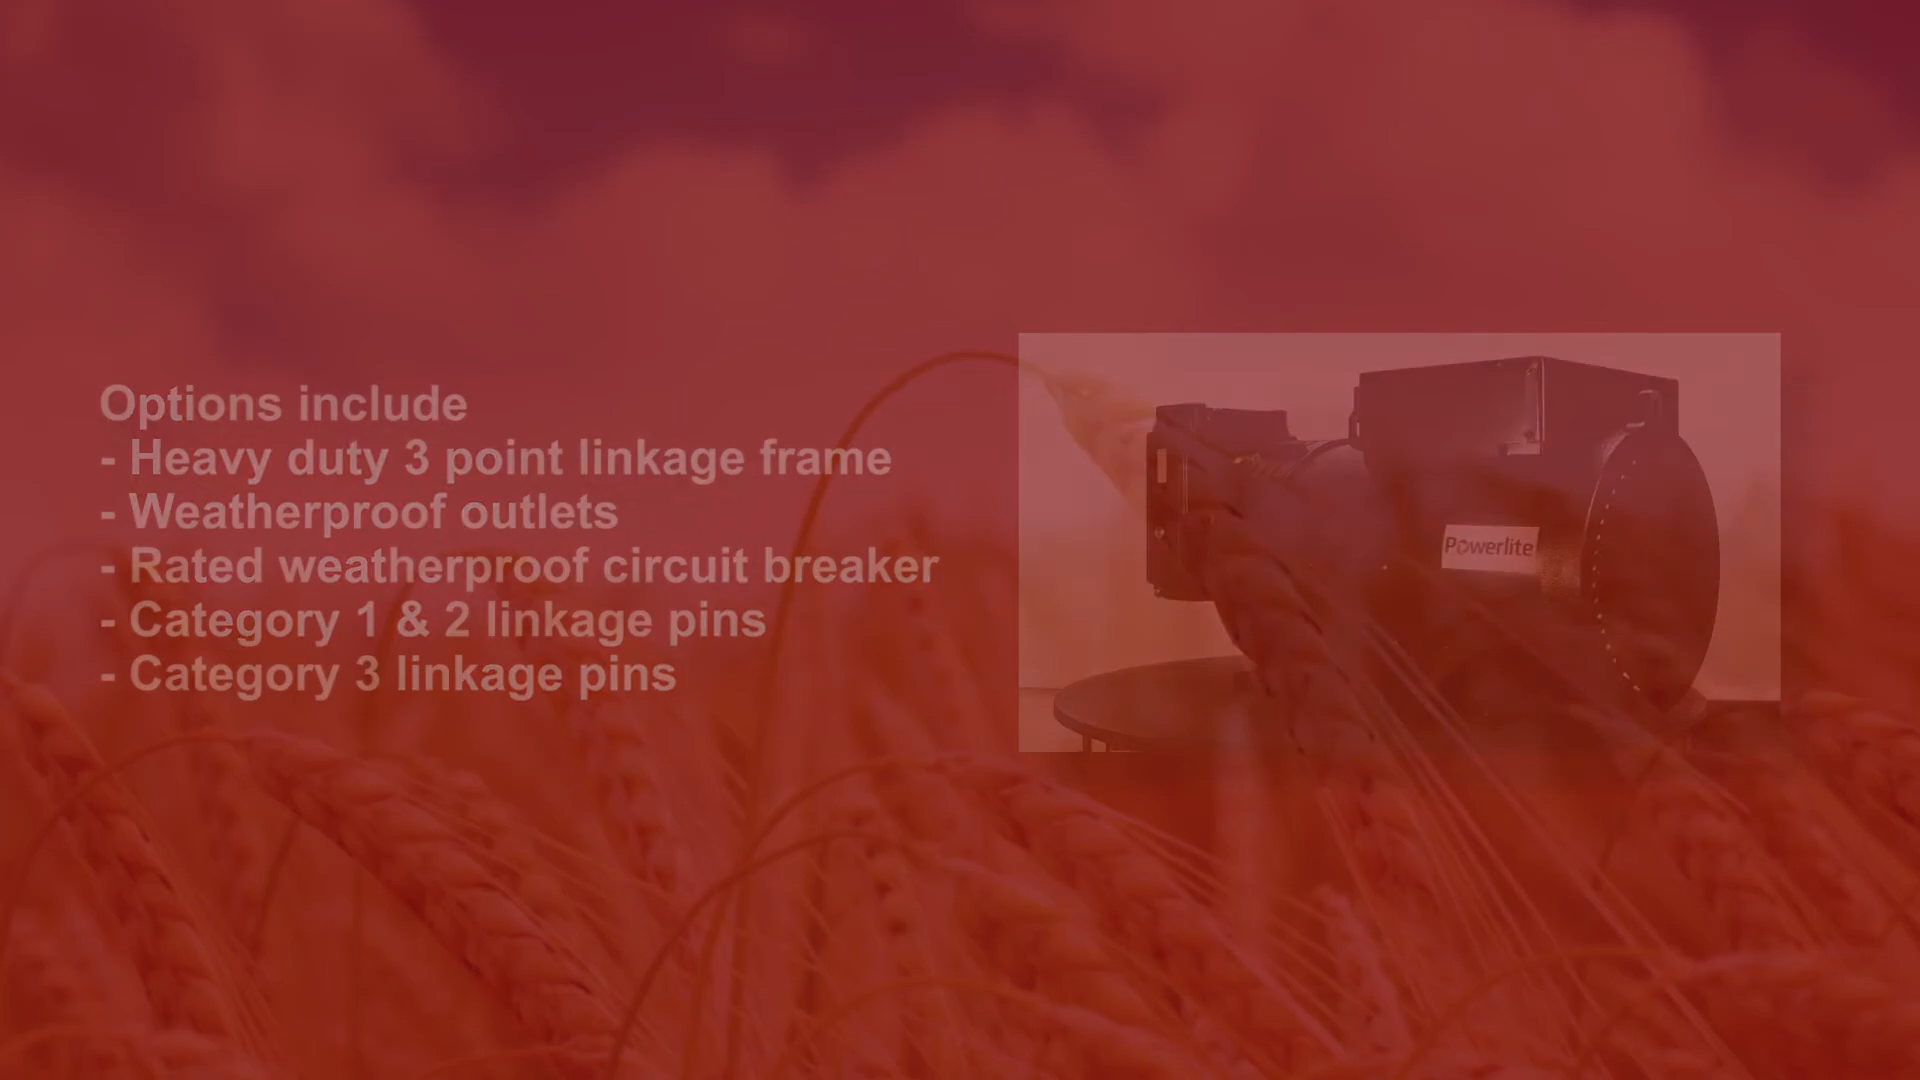 Options include
- Heavy duty 3 point linkage frame
- Weatherproof outlets
- Rated weatherproof circuit breaker
- Category 1 & 2 linkage pins
- Category 3 linkage pins
Powerlite